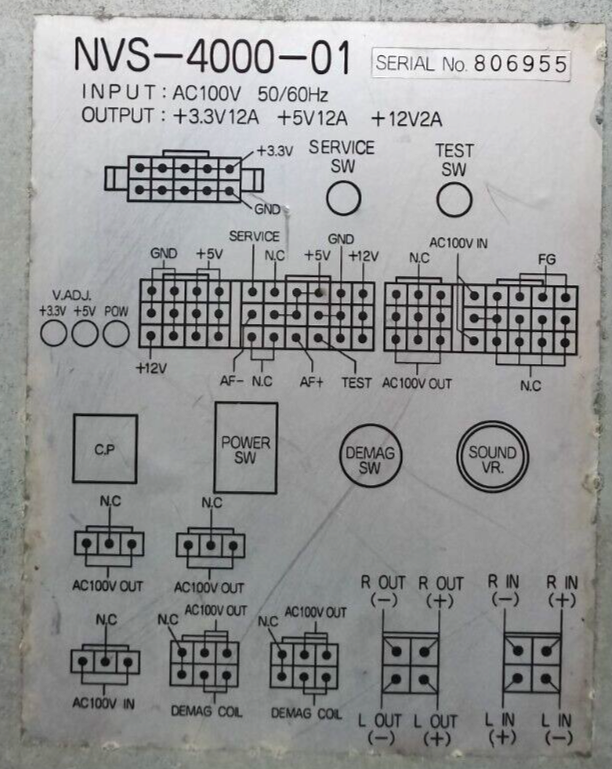 NVS-4000-01 SERIAL No. 806955
INPUT : AC100V 50/60Hz
OUTPUT : +3.3V12A +5V12A +12V2A
+3.3V
GND
SERVICE SW
TEST SW
GND +5V SERVICE N.C +5V GND +12V N.C AC100V IN FG
V.ADJ.
+3.3V +5V POW
+12V AF- N.C AF+ TEST AC100V OUT N.C
C.P
POWER SW
DEMAG SW
SOUND VR.
N.C
AC100V OUT
N.C
AC100V OUT
N.C
AC100V IN
N.C AC100V OUT
DEMAG COIL
N.C AC100V OUT
DEMAG COIL
R OUT (-) R OUT (+)
L OUT (-) L OUT (+)
R IN (-) R IN (+)
L IN (+) L IN (-)